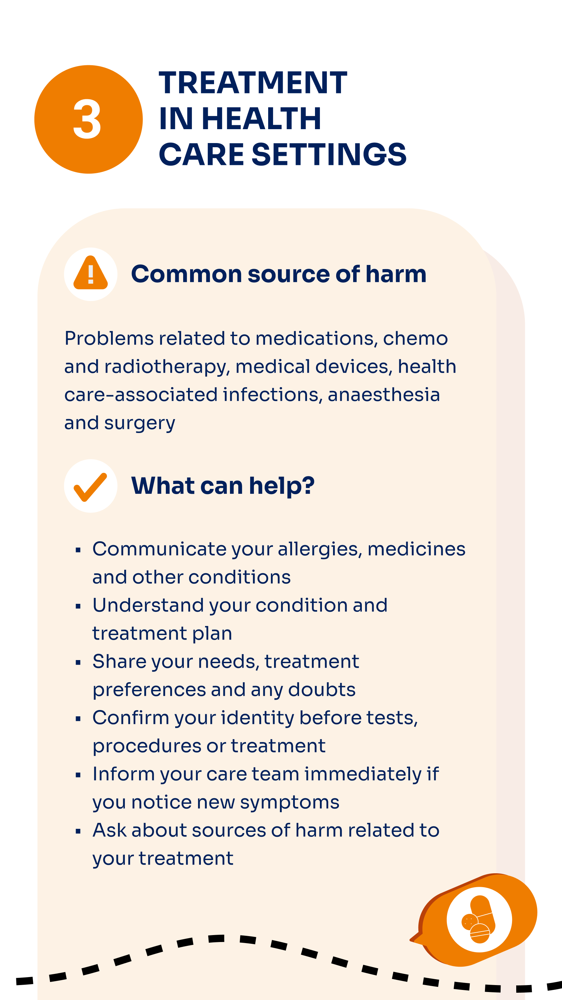 3
TREATMENT
IN HEALTH
CARE SETTINGS
Common source of harm
Problems related to medications, chemo
and radiotherapy, medical devices, health
care-associated infections, anaesthesia
and surgery
What can help?
▪ Communicate your allergies, medicines
and other conditions
▪ Understand your condition and
treatment plan
▪ Share your needs, treatment
preferences and any doubts
▪ Confirm your identity before tests,
procedures or treatment
▪ Inform your care team immediately if
you notice new symptoms
▪ Ask about sources of harm related to
your treatment